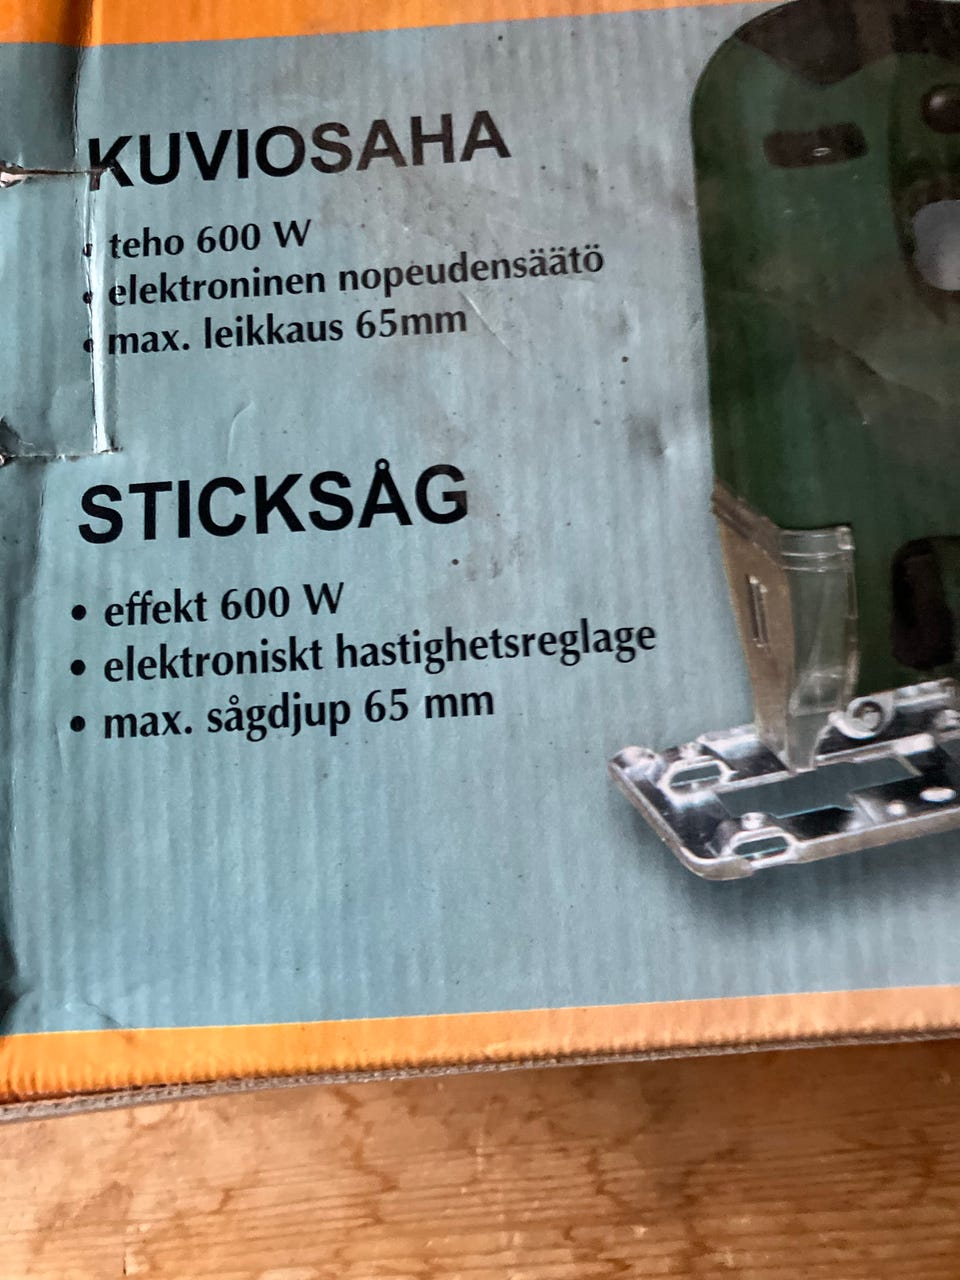 KUVIOSAHA
• teho 600 W
• elektroninen nopeudensäätö
• max. leikkaus 65mm
STICKSÅG
• effekt 600 W
• elektroniskt hastighetsreglage
• max. sågdjup 65 mm